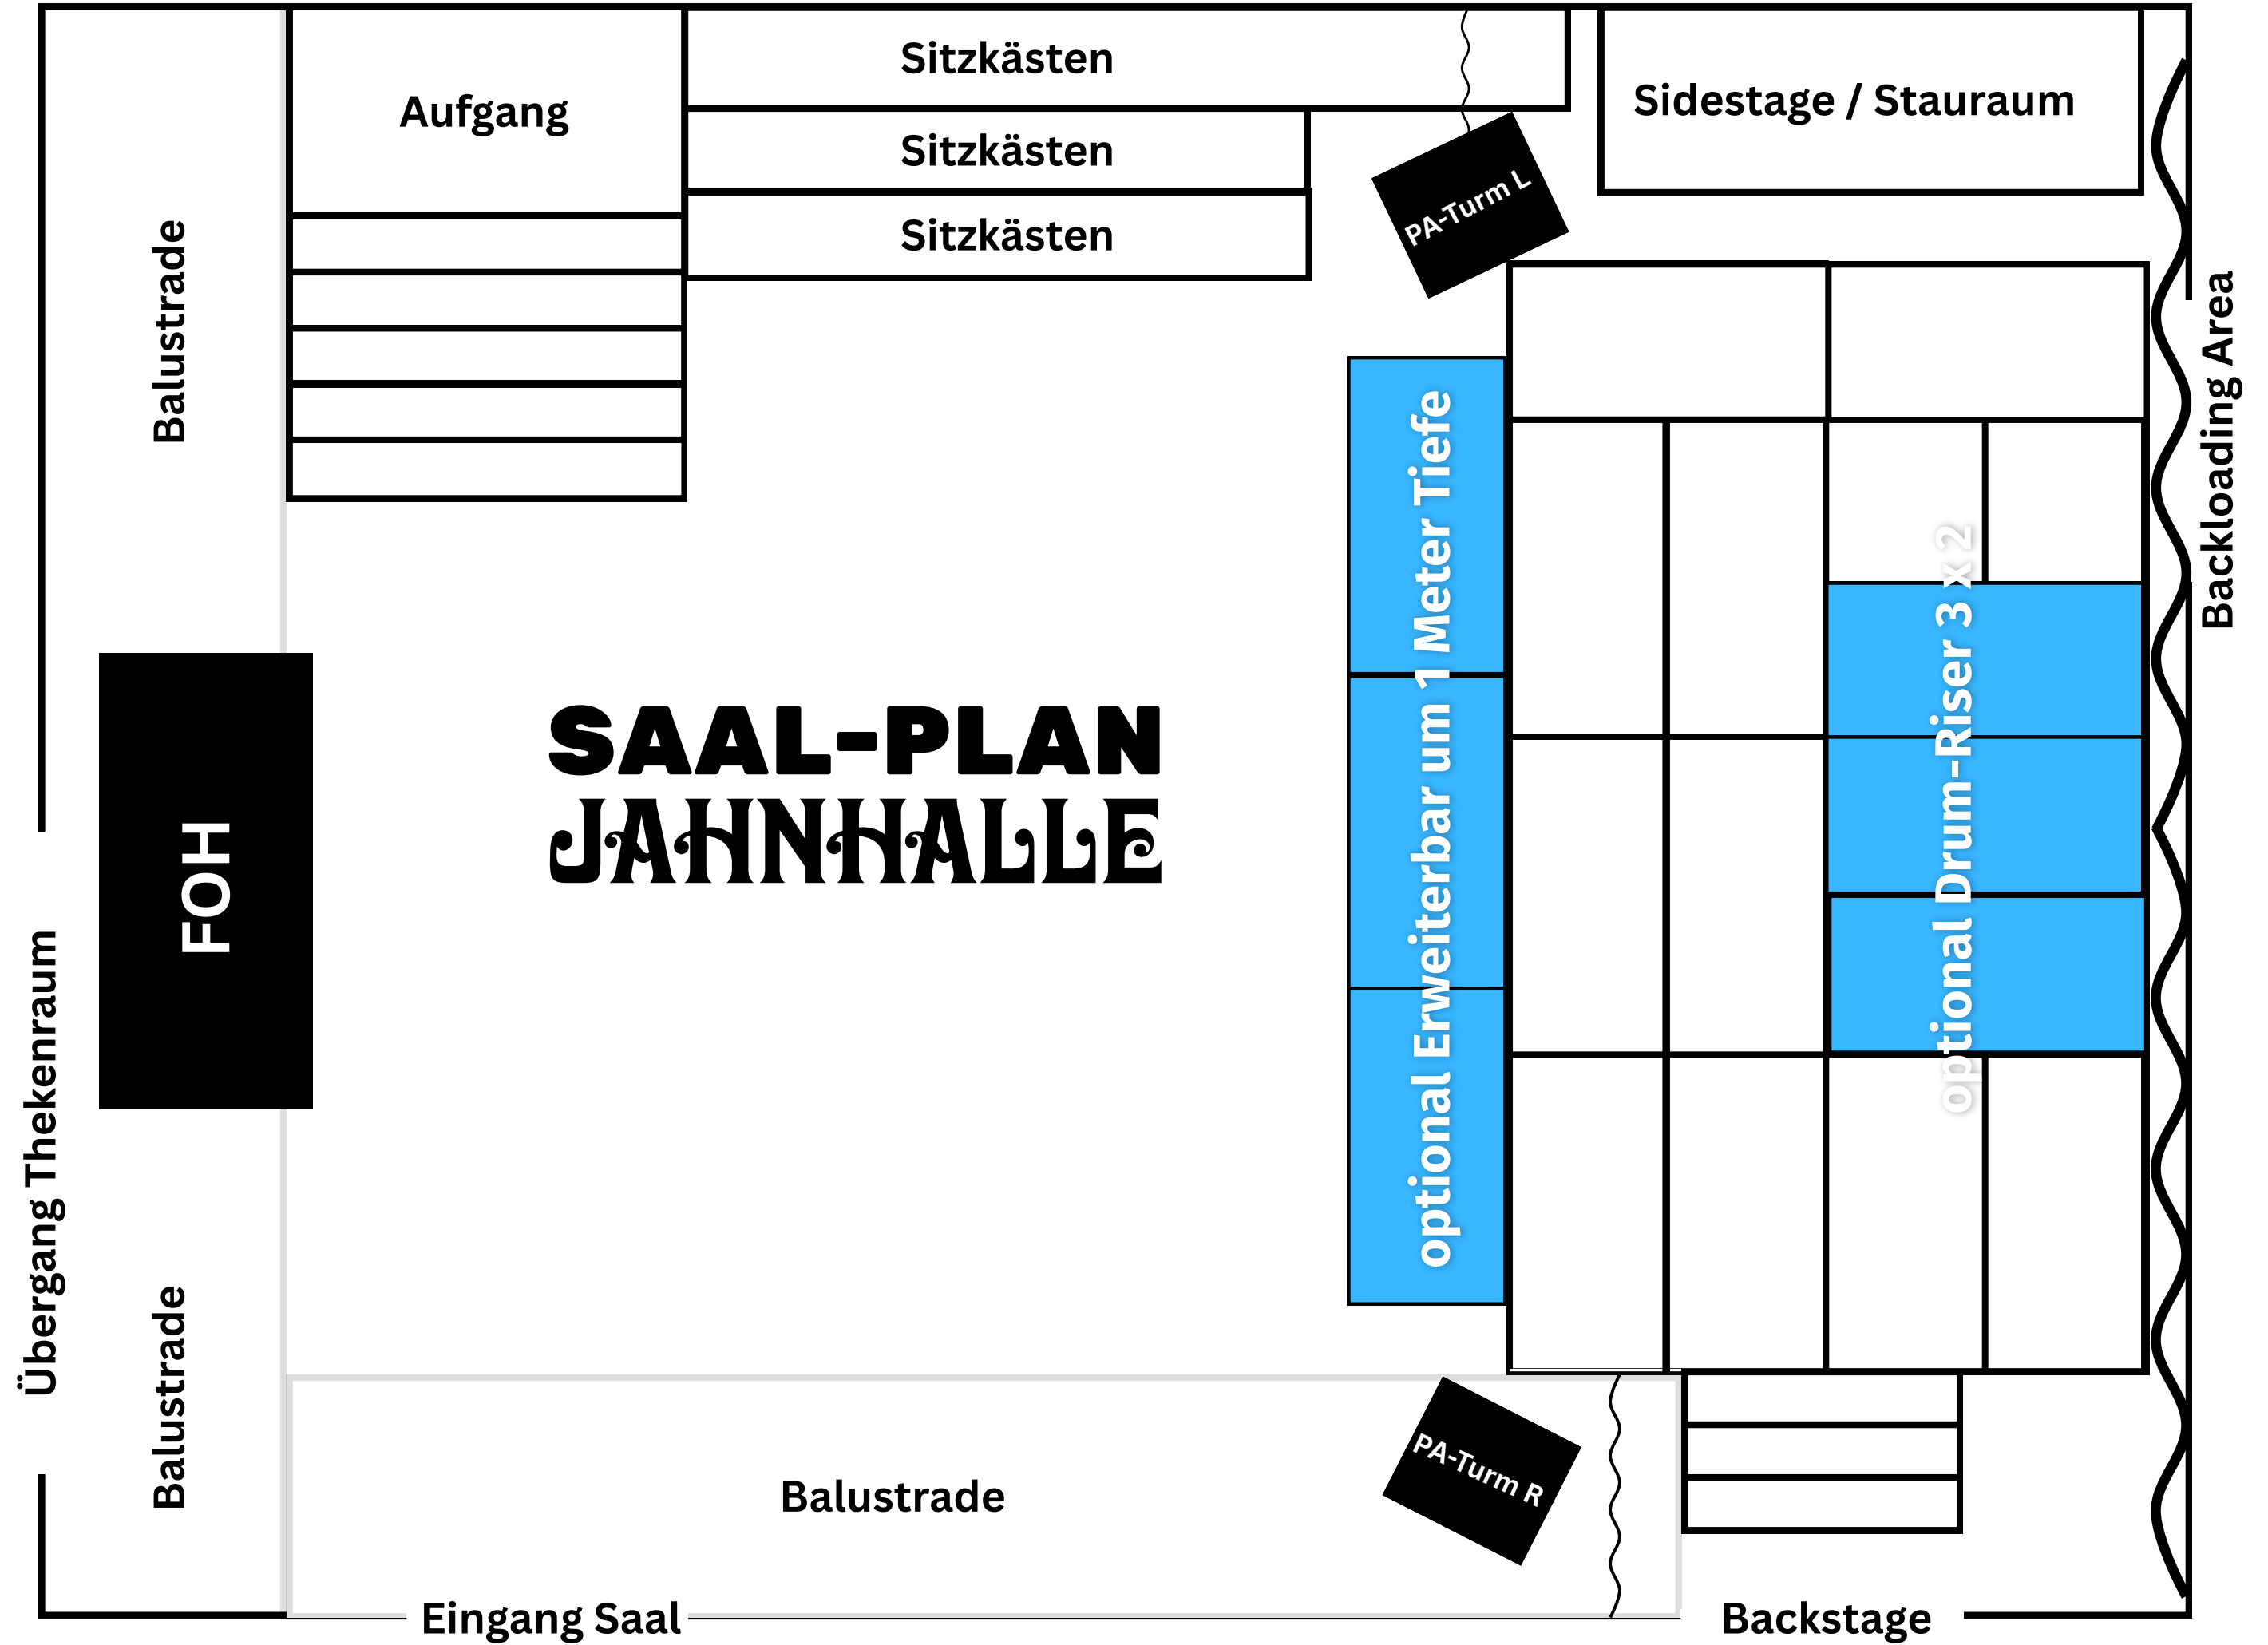 Sitzkästen
Aufgang
Sidestage / Stauraum
Sitzkästen
PA-Turm L
Sitzkästen
Balustrade
Backloading Area
optional Erweiterbar um 1 Meter Tiefe
optional Drum-Riser 3 x 2
SAAL-PLAN
JAHNHALLE
FOH
Übergang Thekenraum
Balustrade
Balustrade
PA-Turm R
Eingang Saal
Backstage